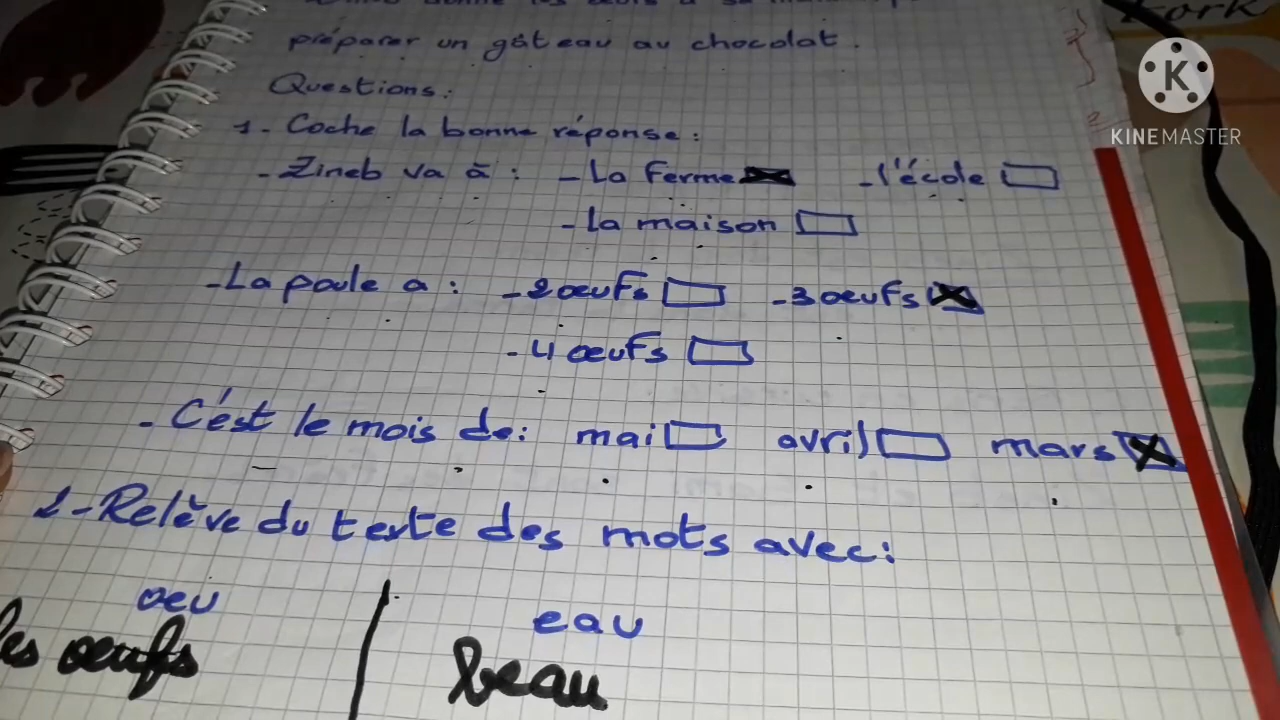 préparer un gâteau au chocolat.
Questions:
1- Coche la bonne réponse:
- Zineb va à: - La ferme - l'école
- la maison
- La poule a: - 2 oeufs - 3 oeufs
- 4 oeufs
- C'est le mois de: mai avril mars
2- Relève du texte des mots avec:
oeu eau
les oeufs beau
KINEMASTER
K